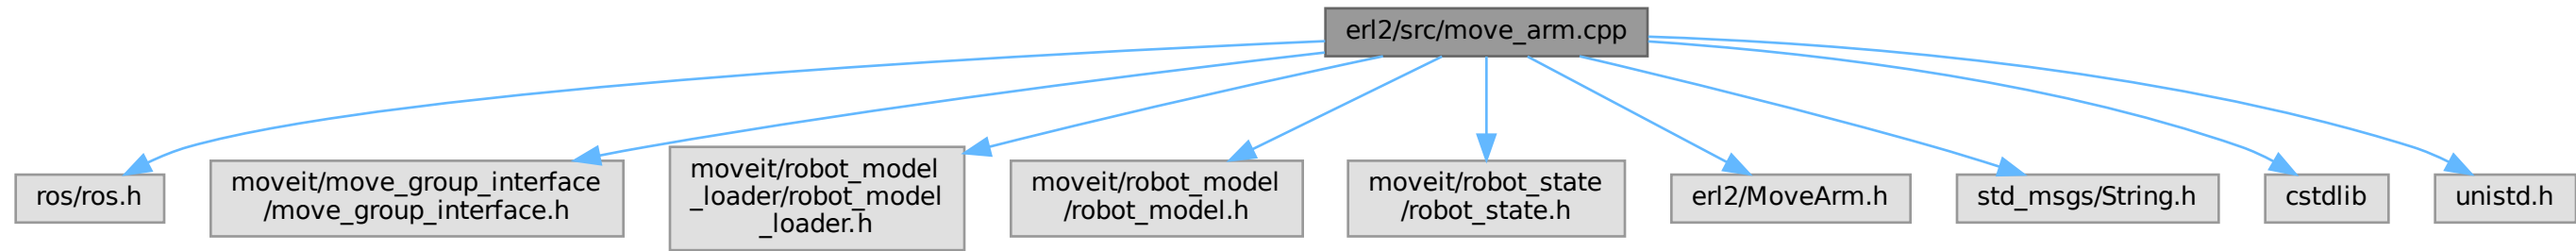 erl2/src/move_arm.cpp
ros/ros.h
moveit/move_group_interface
/move_group_interface.h
moveit/robot_model
_loader/robot_model
_loader.h
moveit/robot_model
/robot_model.h
moveit/robot_state
/robot_state.h
erl2/MoveArm.h
std_msgs/String.h
cstdlib
unistd.h